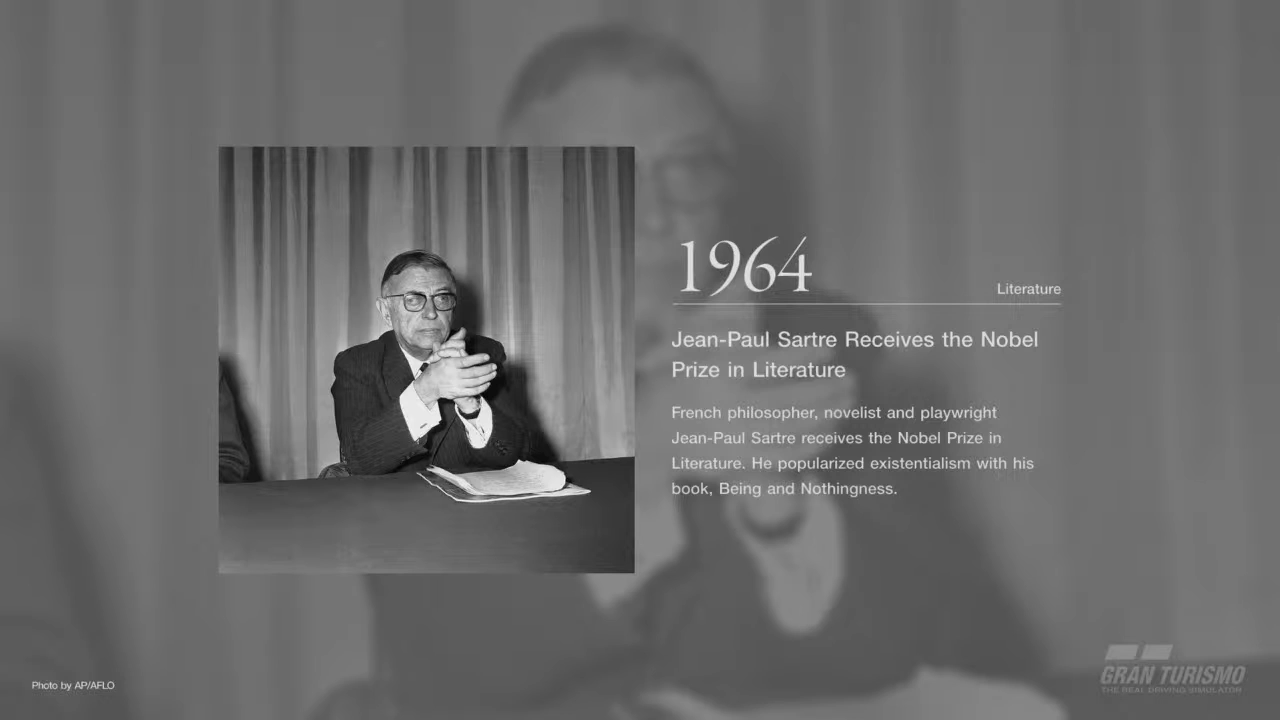 1964
Literature
Jean-Paul Sartre Receives the Nobel
Prize in Literature
French philosopher, novelist and playwright
Jean-Paul Sartre receives the Nobel Prize in
Literature. He popularized existentialism with his
book, Being and Nothingness.
Photo by AP/AFLO
GRAN TURISMO
THE REAL DRIVING SIMULATOR